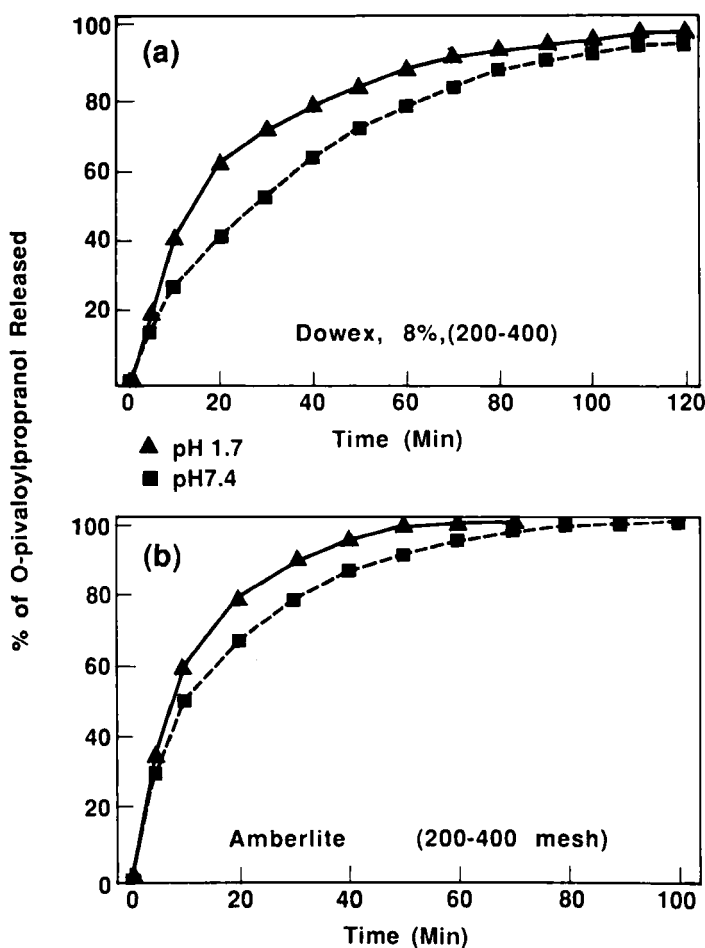 % of O-pivaloylpropranol Released
(a)
100
80
60
40
20
Dowex, 8%,(200-400)
0 20 40 60 80 100 120
Time (Min)
▲ pH 1.7
■ pH7.4
(b)
100
80
60
40
20
0
Amberlite (200-400 mesh)
0 20 40 60 80 100
Time (Min)